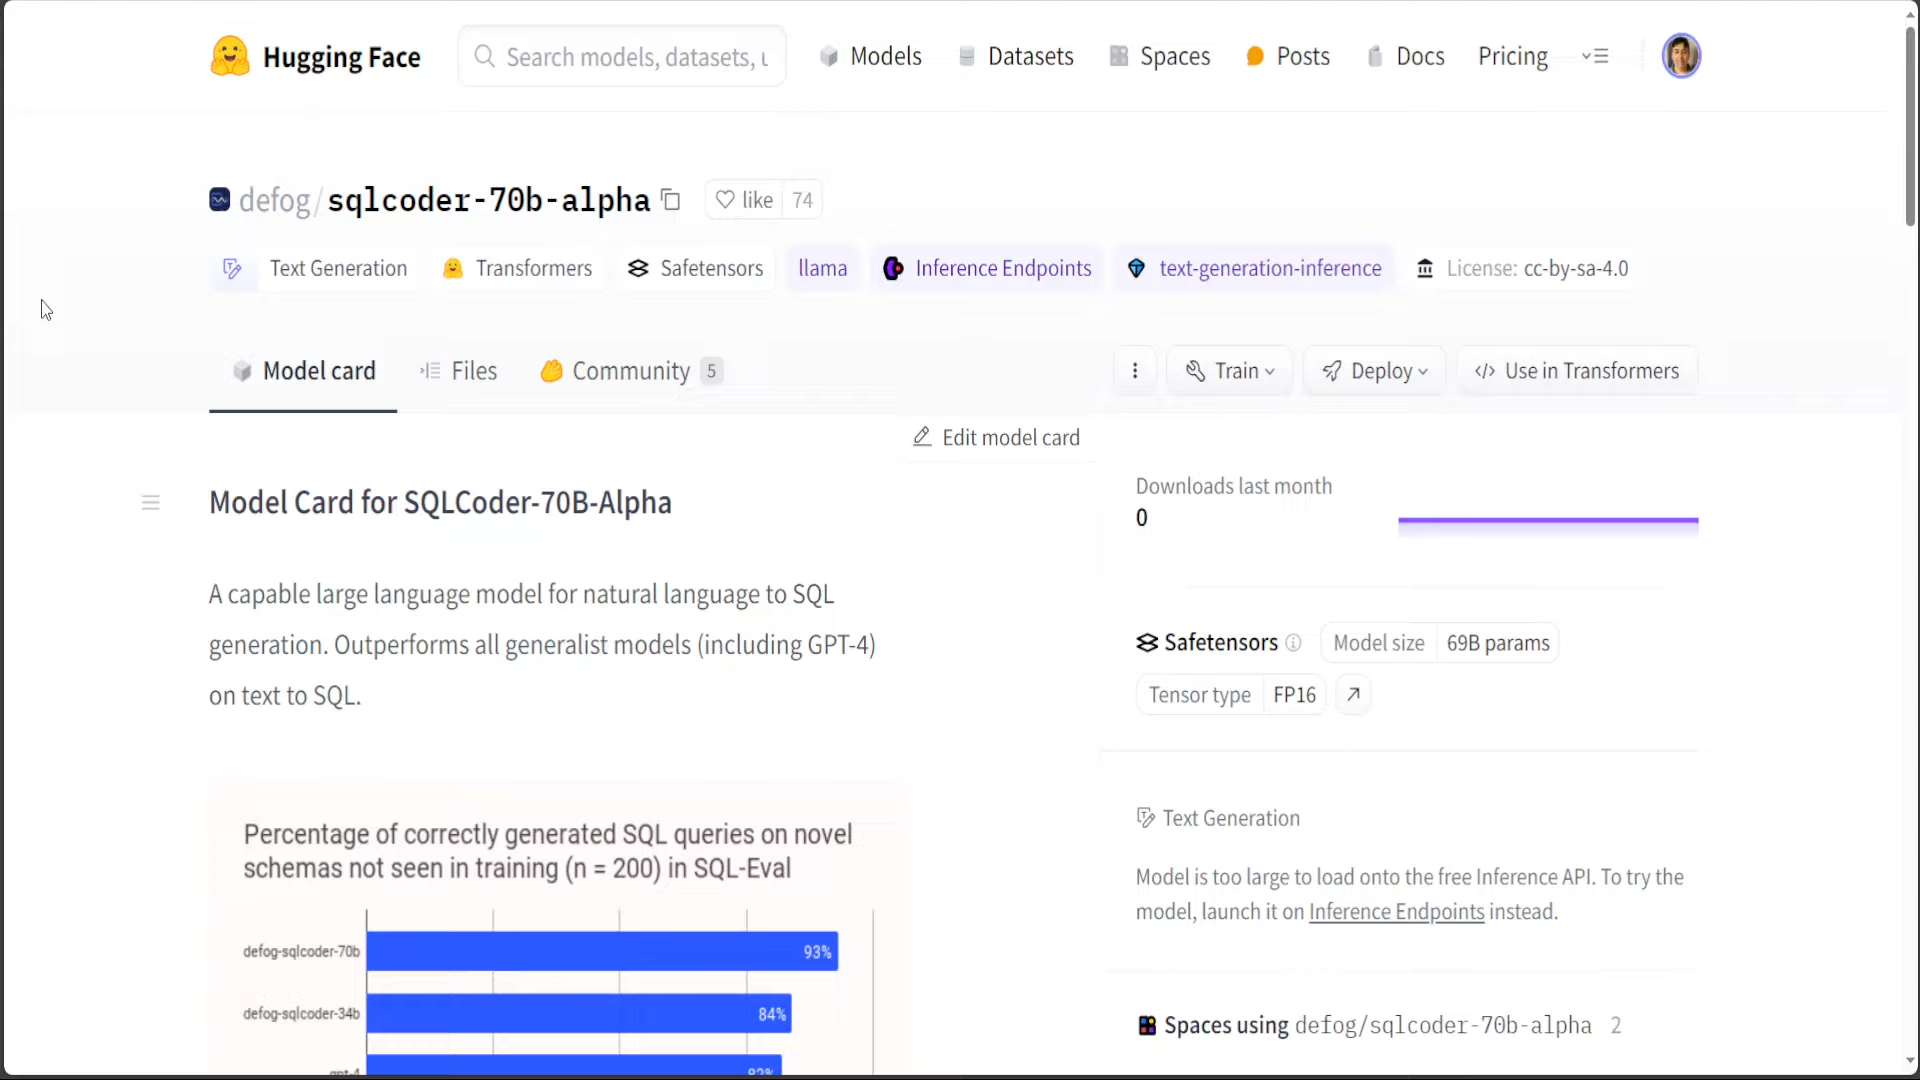 Hugging Face
Search models, datasets, u
Models
Datasets
Spaces
Posts
Docs
Pricing
defog/sqlcoder-70b-alpha
like 74
Text Generation
Transformers
Safetensors
llama
Inference Endpoints
text-generation-inference
License: cc-by-sa-4.0
Model card
Files
Community 5
Train
Deploy
</> Use in Transformers
Edit model card
Model Card for SQLCoder-70B-Alpha
A capable large language model for natural language to SQL
generation. Outperforms all generalist models (including GPT-4)
on text to SQL.
Percentage of correctly generated SQL queries on novel
schemas not seen in training (n = 200) in SQL-Eval
defog-sqlcoder-70b 93%
defog-sqlcoder-34b 84%
gpt-4
Downloads last month
0
Safetensors
Model size 69B params
Tensor type FP16
Text Generation
Model is too large to load onto the free Inference API. To try the
model, launch it on Inference Endpoints instead.
Spaces using defog/sqlcoder-70b-alpha 2